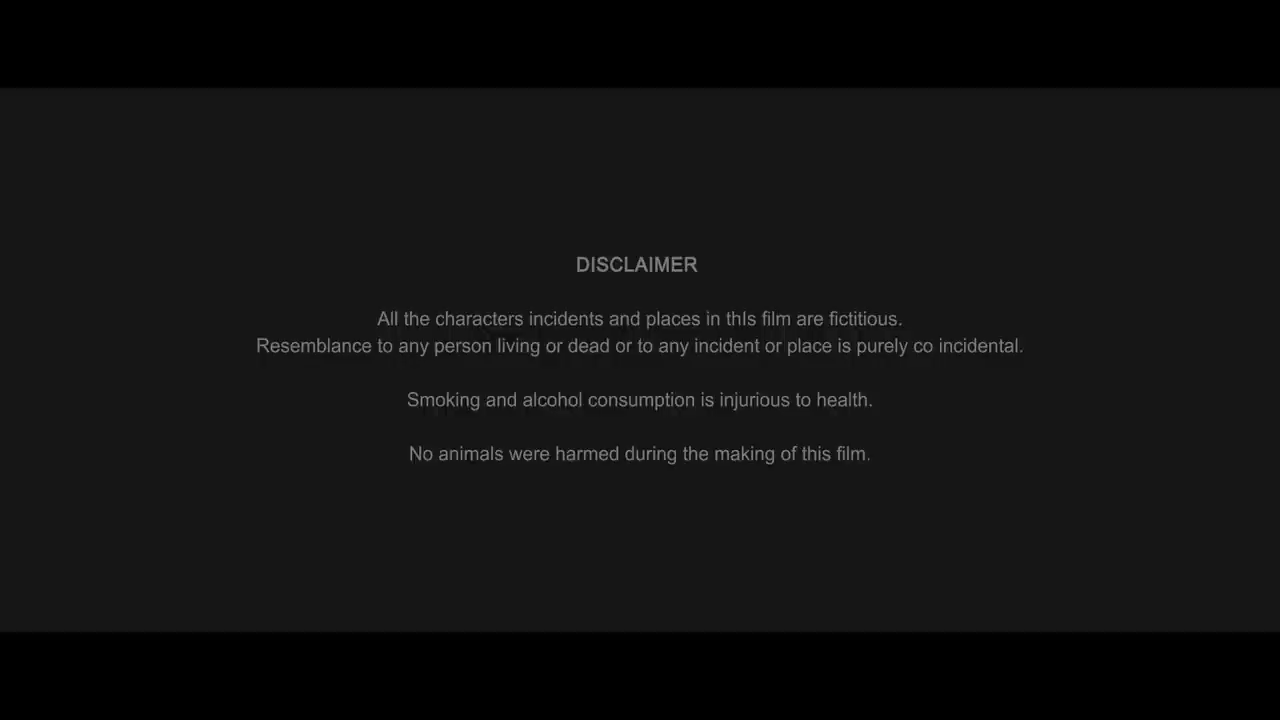 DISCLAIMER
All the characters incidents and places in thIs film are fictitious.
Resemblance to any person living or dead or to any incident or place is purely co incidental.
Smoking and alcohol consumption is injurious to health.
No animals were harmed during the making of this film.